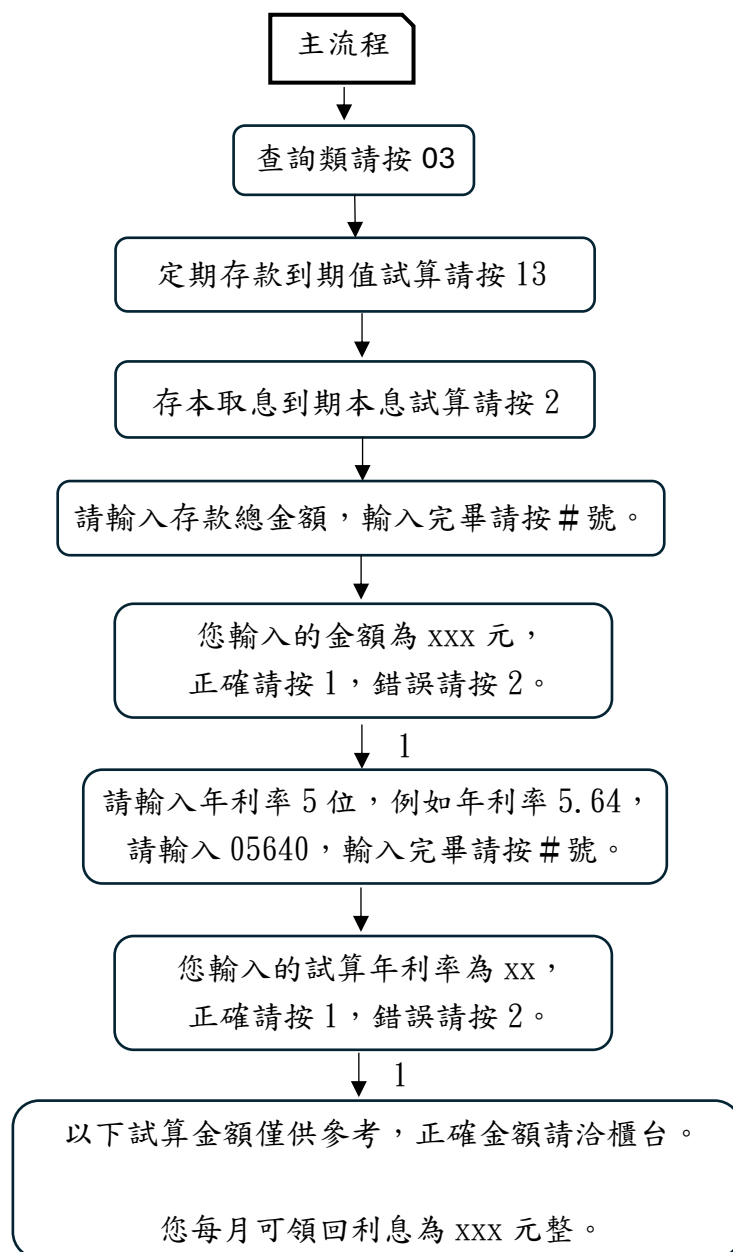 主流程
查詢類請按 03
定期存款到期值試算請按 13
存本取息到期本息試算請按 2
請輸入存款總金額，輸入完畢請按＃號。
您輸入的金額為 xxx 元，
正確請按 1，錯誤請按 2。
1
請輸入年利率 5 位，例如年利率 5.64，
請輸入 05640，輸入完畢請按＃號。
您輸入的試算年利率為 xx，
正確請按 1，錯誤請按 2。
1
以下試算金額僅供參考，正確金額請洽櫃台。
您每月可領回利息為 xxx 元整。